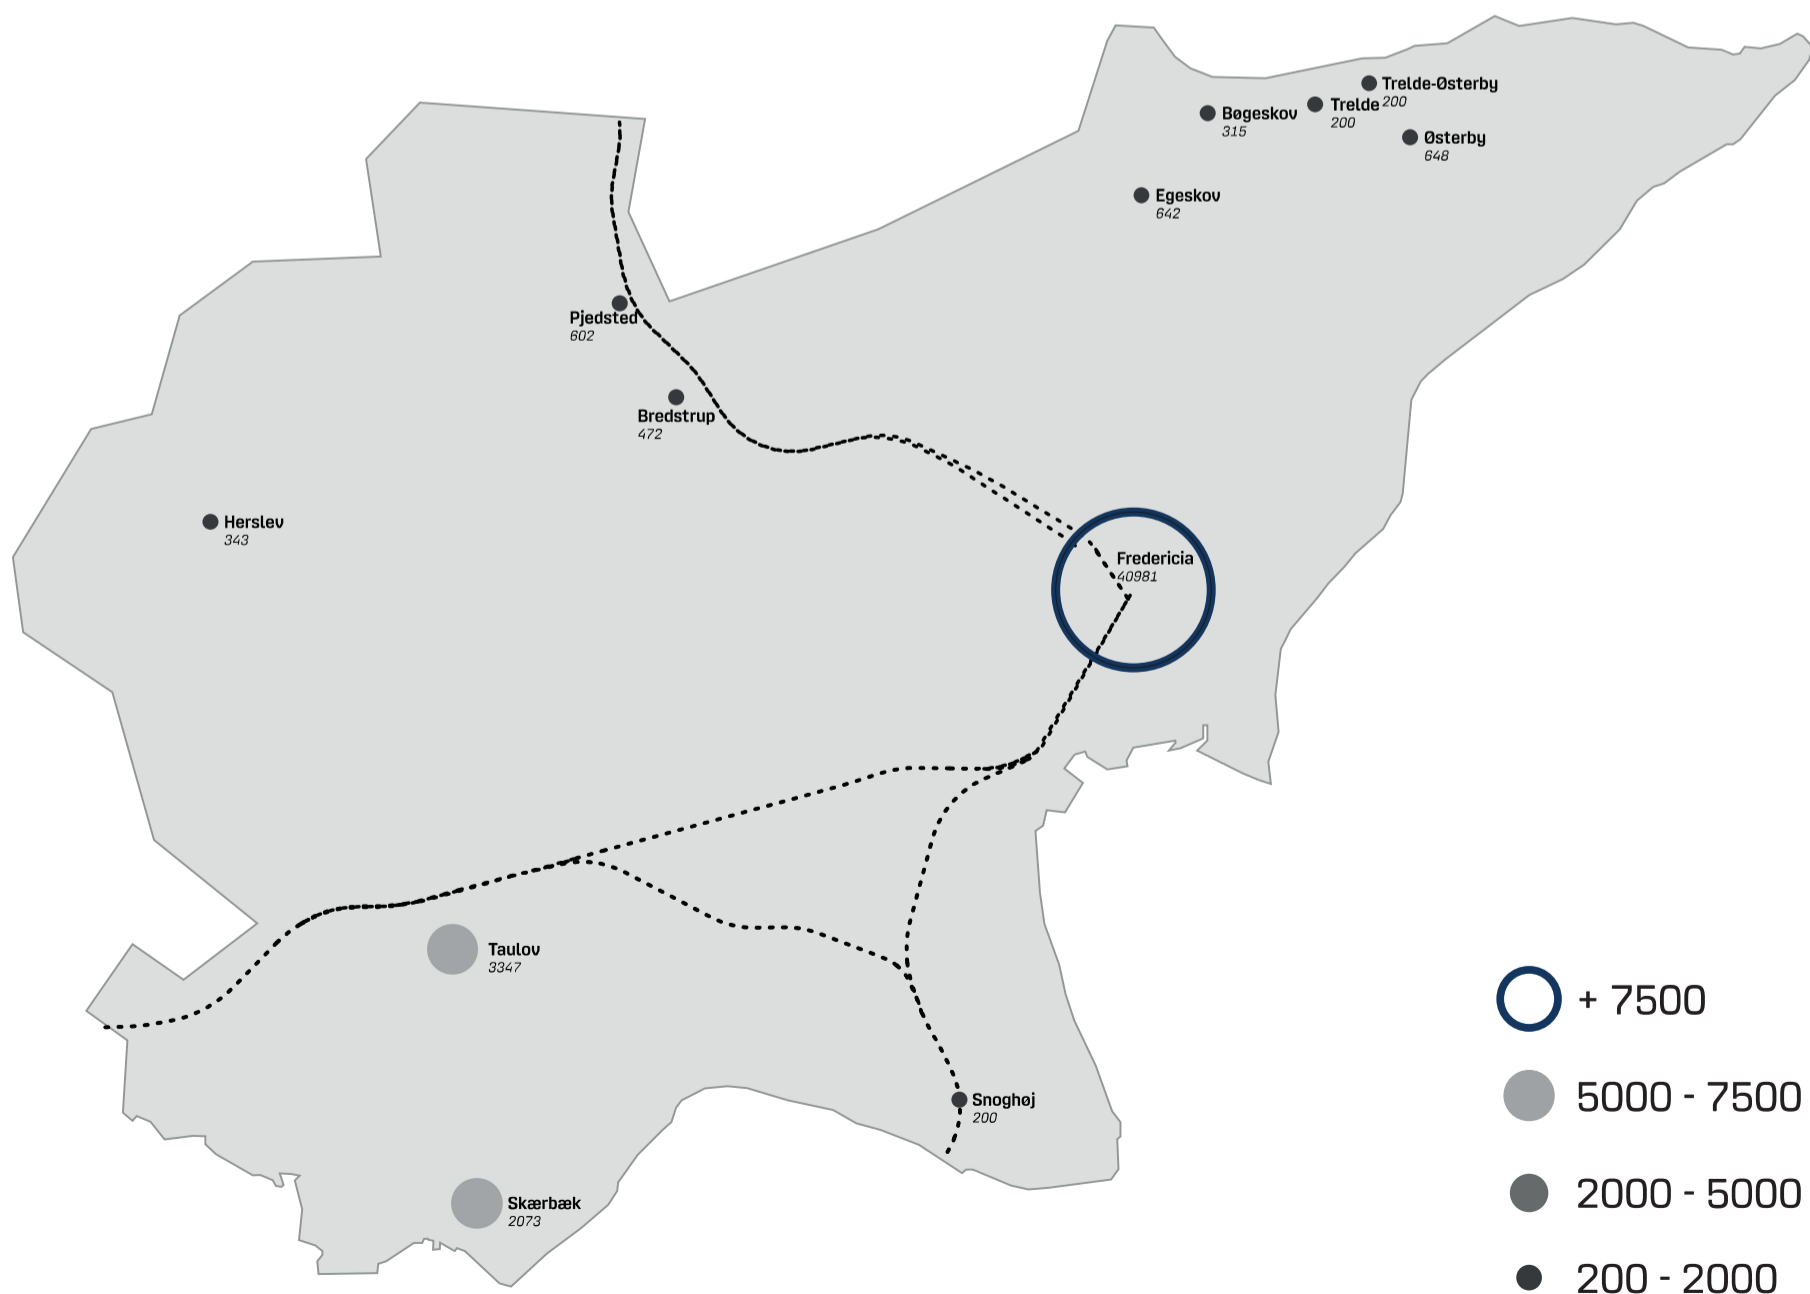 Trelde-Østerby
200
Trelde
200
Bøgeskov
315
Østerby
648
Egeskov
642
Pjedsted
602
Bredstrup
472
Herslev
343
Fredericia
40981
Taulov
3347
Snoghøj
200
Skærbæk
2073
+ 7500
5000 - 7500
2000 - 5000
200 - 2000